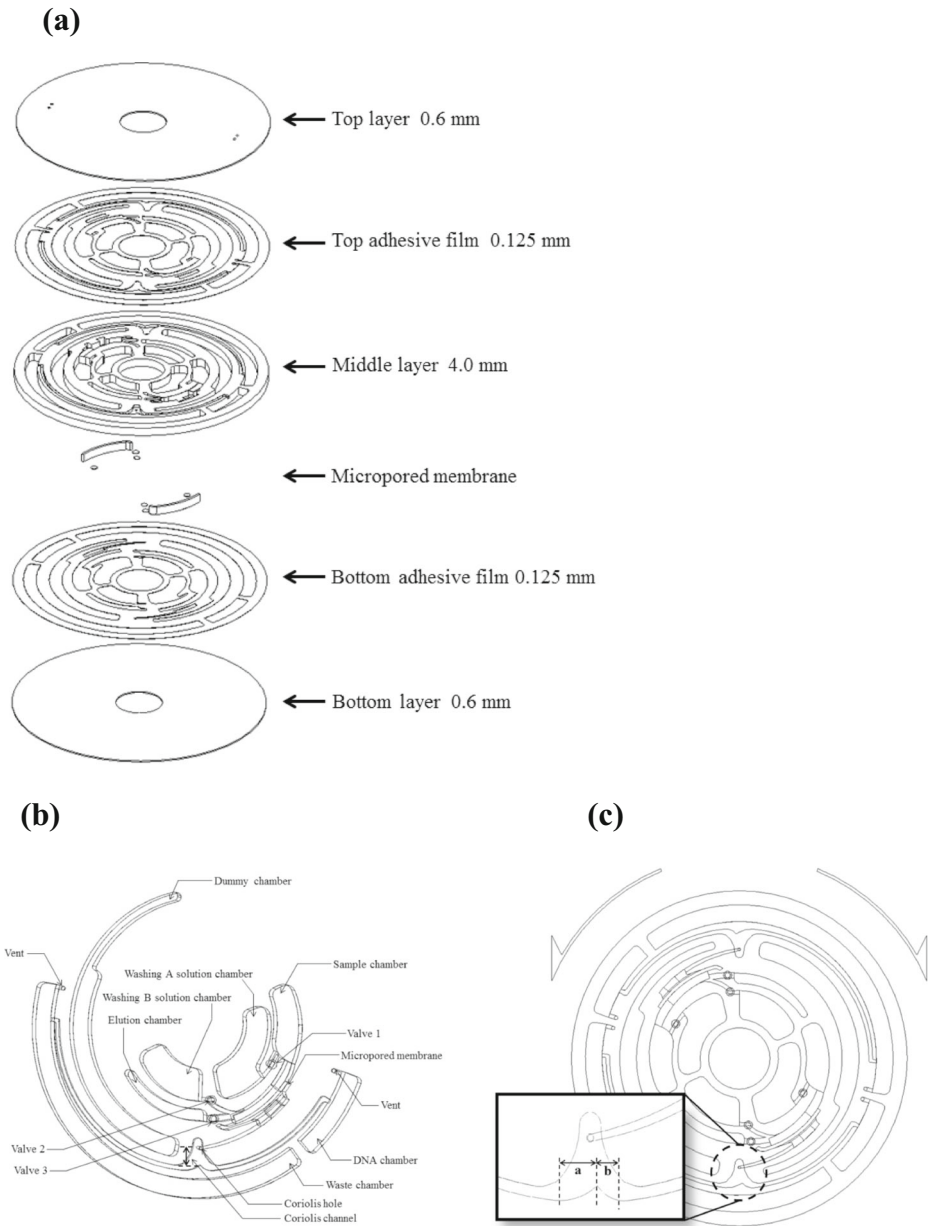 (a)
Top layer 0.6 mm
Top adhesive film 0.125 mm
Middle layer 4.0 mm
Micropored membrane
Bottom adhesive film 0.125 mm
Bottom layer 0.6 mm
(b)
Dummy chamber
Vent
Washing A solution chamber
Sample chamber
Washing B solution chamber
Elution chamber
Valve 1
Micropored membrane
Vent
Valve 2
Valve 3
DNA chamber
Waste chamber
Coriolis hole
Coriolis channel
(c)
a
b